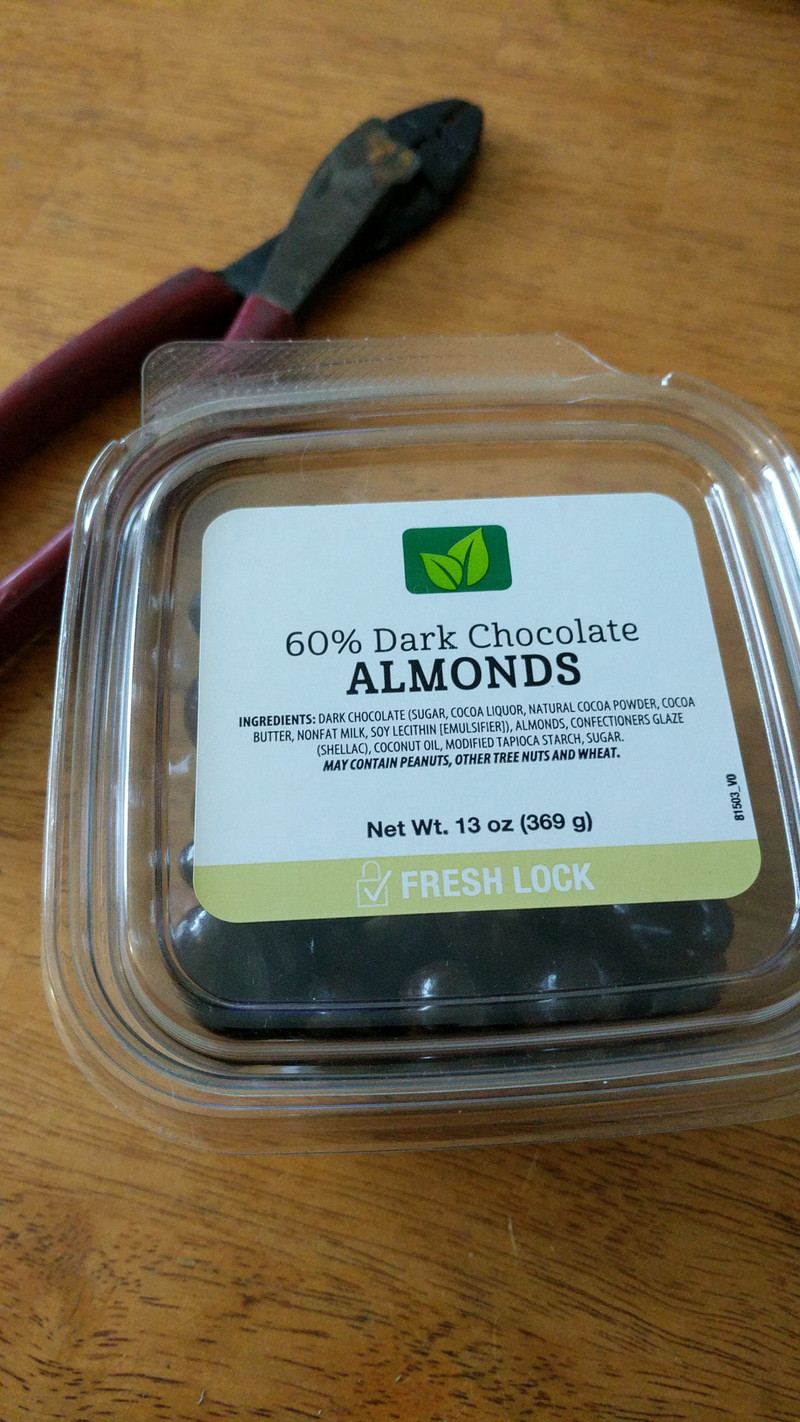 60% Dark Chocolate
ALMONDS
INGREDIENTS: DARK CHOCOLATE (SUGAR, COCOA LIQUOR, NATURAL COCOA POWDER, COCOA
BUTTER, NONFAT MILK, SOY LECITHIN [EMULSIFIER]), ALMONDS, CONFECTIONERS GLAZE
(SHELLAC), COCONUT OIL, MODIFIED TAPIOCA STARCH, SUGAR.
MAY CONTAIN PEANUTS, OTHER TREE NUTS AND WHEAT.
81503_V0
Net Wt. 13 oz (369 g)
FRESH LOCK